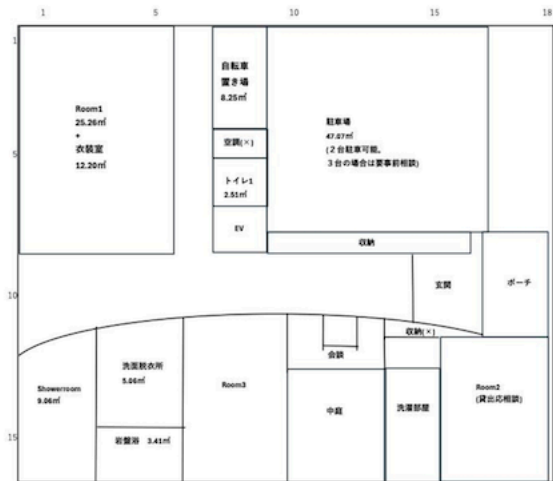 1 5 10 15 18
1
5
10
15
Room1
25.26㎡
+
衣装室
12.20㎡
自転車
置き場
8.25㎡
空調(×)
トイレ1
2.51㎡
EV
駐車場
47.07㎡
(2台駐車可能。
3台の場合は要事前相談)
収納
玄関
ポーチ
収納(×)
Showerroom
9.06㎡
洗面脱衣所
5.06㎡
岩盤浴 3.41㎡
Room3
会談
中庭
洗濯部屋
Room2
(貸出応相談)